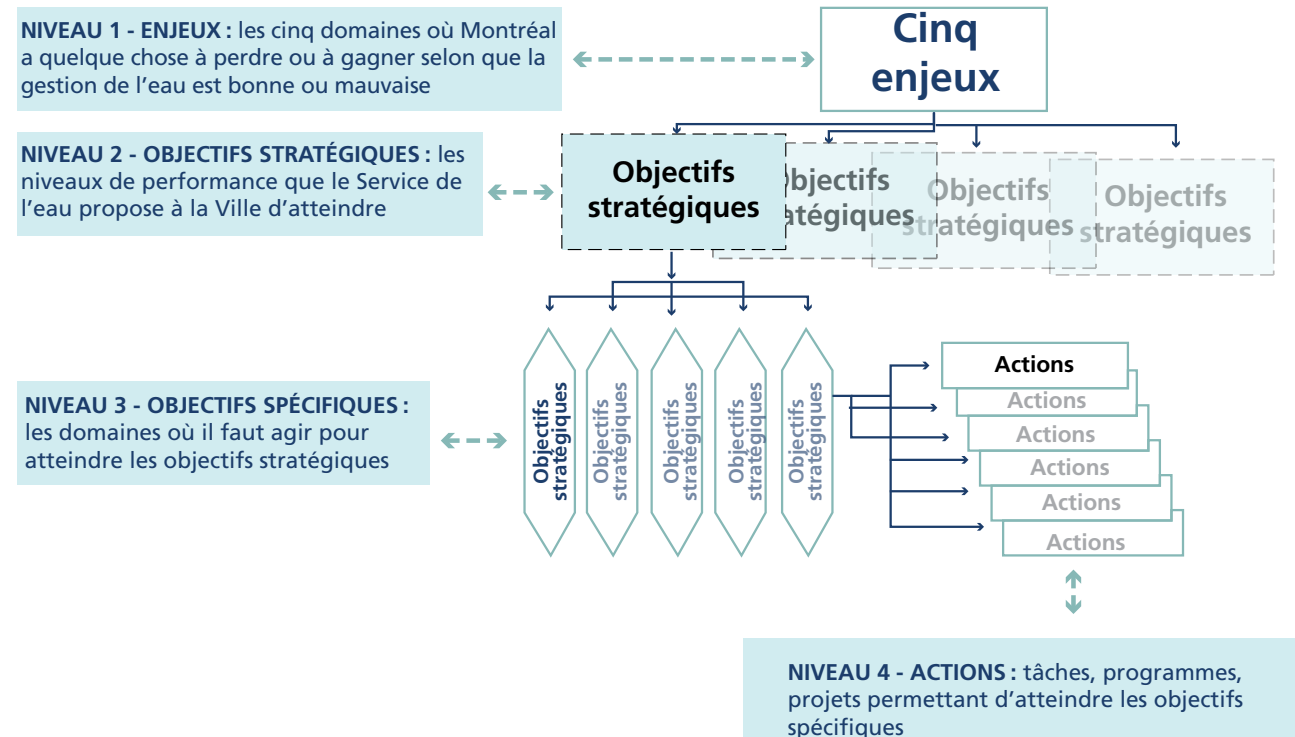 NIVEAU 1 - ENJEUX : les cinq domaines où Montréal
a quelque chose à perdre ou à gagner selon que la
gestion de l'eau est bonne ou mauvaise
Cinq
enjeux
NIVEAU 2 - OBJECTIFS STRATÉGIQUES : les
niveaux de performance que le Service de
l'eau propose à la Ville d'atteindre
Objectifs
stratégiques
bjectifs
atégiques
Objectifs
stratégiques
Objectifs
stratégiques
NIVEAU 3 - OBJECTIFS SPÉCIFIQUES :
les domaines où il faut agir pour
atteindre les objectifs stratégiques
Objectifs
stratégiques
Objectifs
stratégiques
Objectifs
stratégiques
Objectifs
stratégiques
Objectifs
stratégiques
Actions
Actions
Actions
Actions
Actions
Actions
NIVEAU 4 - ACTIONS : tâches, programmes,
projets permettant d'atteindre les objectifs
spécifiques